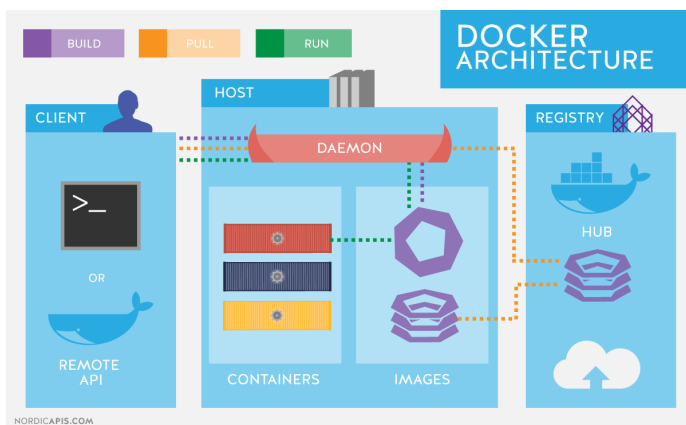 BUILD
PULL
RUN
DOCKER
ARCHITECTURE
HOST
CLIENT
REGISTRY
DAEMON
>_
HUB
OR
REMOTE
API
CONTAINERS
IMAGES
NORDICAPIS.COM